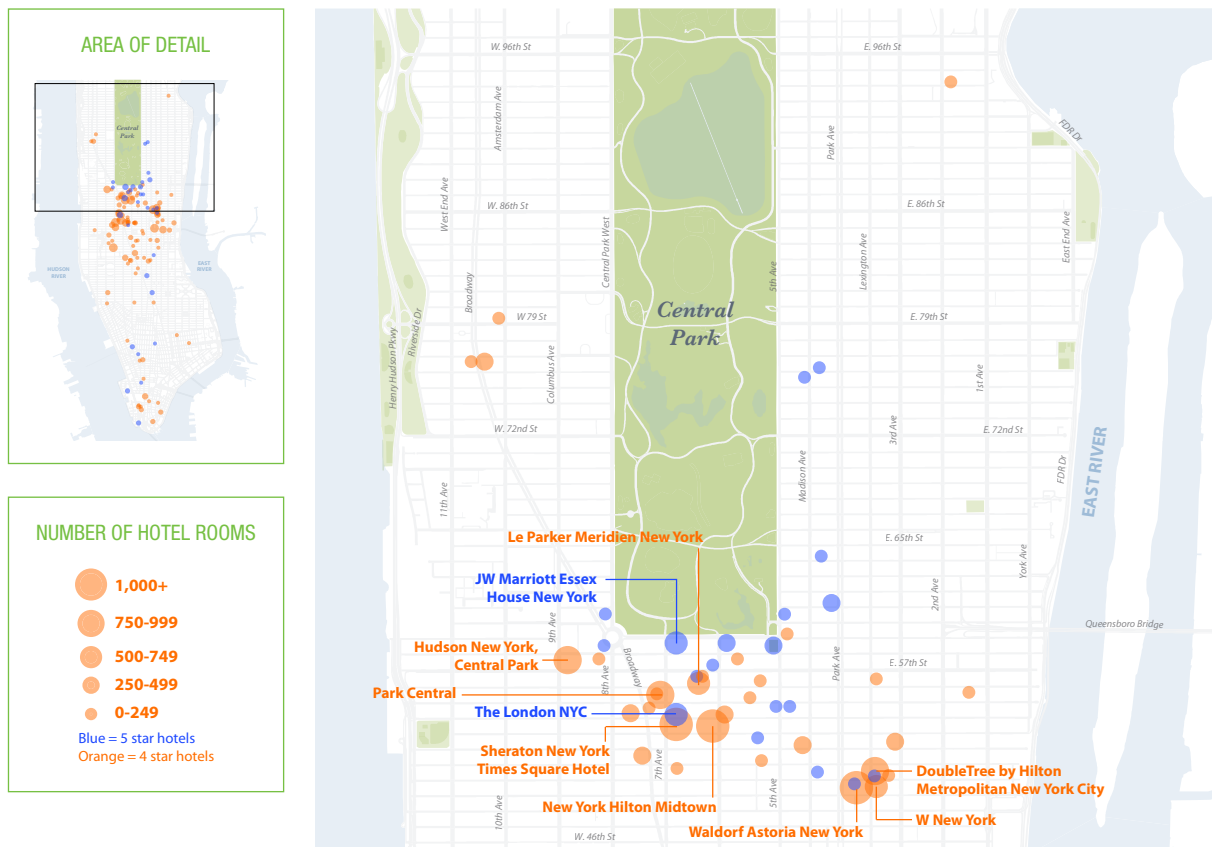 AREA OF DETAIL
Central
Park
HUDSON
RIVER
EAST
RIVER
NUMBER OF HOTEL ROOMS
1,000+
750-999
500-749
250-499
0-249
Blue = 5 star hotels
Orange = 4 star hotels
W. 96th St
E. 96th St
Amsterdam Ave
Park Ave
FDR Dr
West End Ave
W. 86th St
E. 86th St
Central Park West
East End Ave
Broadway
5th Ave
Lexington Ave
Henry Hudson Pkwy
Riverside Dr
W 79 St
E. 79th St
Central
Park
Columbus Ave
1st Ave
W. 72nd St
3rd Ave
E. 72nd St
11th Ave
Madison Ave
FDR Dr
EAST RIVER
Le Parker Meridien New York
E. 65th St
York Ave
JW Marriott Essex
House New York
2nd Ave
9th Ave
Queensboro Bridge
Hudson New York,
Central Park
Broadway
8th Ave
Park Ave
E. 57th St
Park Central
The London NYC
Sheraton New York
Times Square Hotel
7th Ave
5th Ave
DoubleTree by Hilton
Metropolitan New York City
New York Hilton Midtown
10th Ave
W New York
Waldorf Astoria New York
W. 46th St